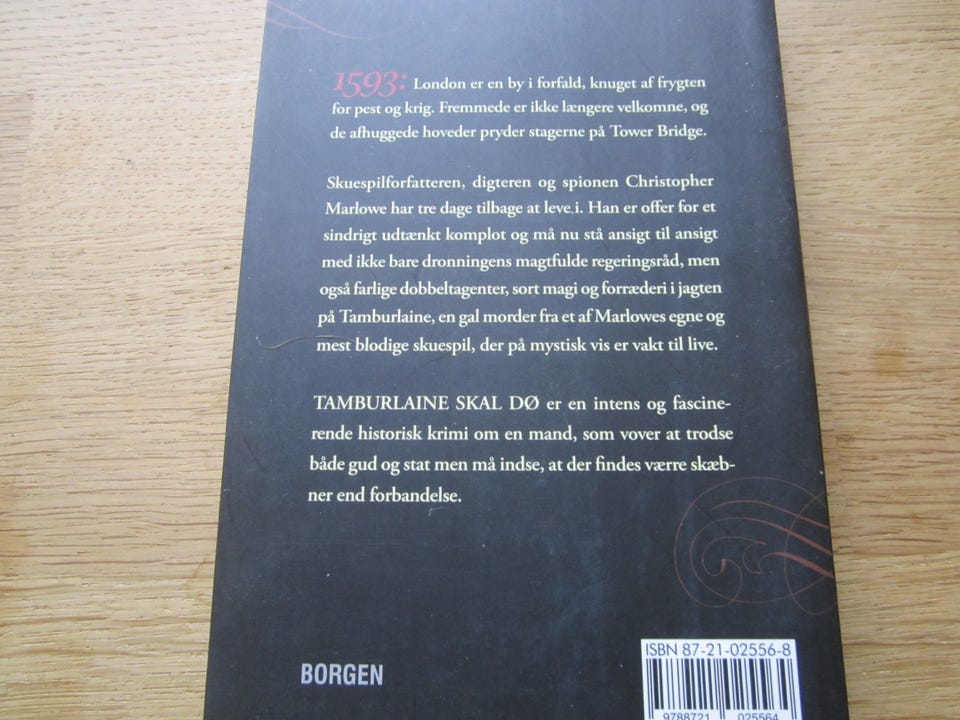 1593: London er en by i forfald, knuget af frygten
for pest og krig. Fremmede er ikke længere velkomne, og
de afhuggede hoveder pryder stagerne på Tower Bridge.
Skuespilforfatteren, digteren og spionen Christopher
Marlowe har tre dage tilbage at leve i. Han er offer for et
sindrigt udtænkt komplot og må nu stå ansigt til ansigt
med ikke bare dronningens magtfulde regeringsråd, men
også farlige dobbeltagenter, sort magi og forræderi i jagten
på Tamburlaine, en gal morder fra et af Marlowes egne og
mest blodige skuespil, der på mystisk vis er vakt til live.
TAMBURLAINE SKAL DØ er en intens og fascine-
rende historisk krimi om en mand, som vover at trodse
både gud og stat men må indse, at der findes værre skæb-
ner end forbandelse.
BORGEN
ISBN 87-21-02556-8
9788721 025564